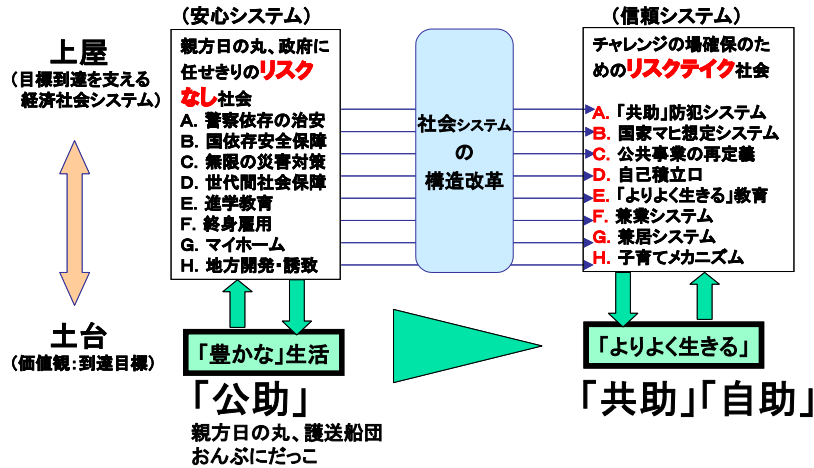 （安心システム）
親方日の丸、政府に
任せきりのリスク
なし社会
A. 警察依存の治安
B. 国依存安全保障
C. 無限の災害対策
D. 世代間社会保障
E. 進学教育
F. 終身雇用
G. マイホーム
H. 地方開発・誘致
社会システム
の
構造改革
（信頼システム）
チャレンジの場確保のた
めのリスクテイク社会
A. 「共助」防犯システム
B. 国家マヒ想定システム
C. 公共事業の再定義
D. 自己積立口
E. 「よりよく生きる」教育
F. 兼業システム
G. 兼居システム
H. 子育てメカニズム
上屋
（目標到達を支える
経済社会システム）
土台
（価値観：到達目標）
「豊かな」生活
「公助」
親方日の丸、護送船団
おんぶにだっこ
「よりよく生きる」
「共助」「自助」